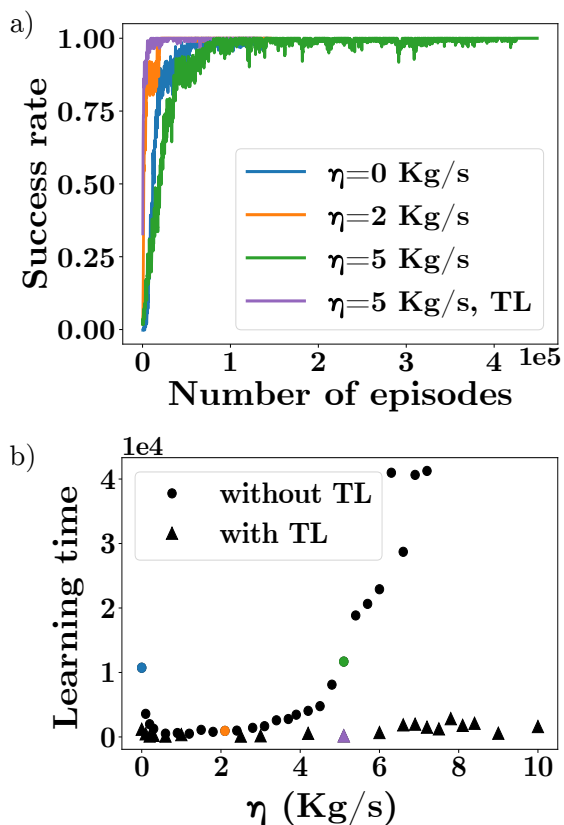 a)
1.00
0.75
0.50
0.25
0.00
Success rate
η=0 Kg/s
η=2 Kg/s
η=5 Kg/s
η=5 Kg/s, TL
0 1 2 3 4
1e5
Number of episodes
b)
1e4
4
3
2
1
0
Learning time
without TL
with TL
0 2 4 6 8 10
η (Kg/s)